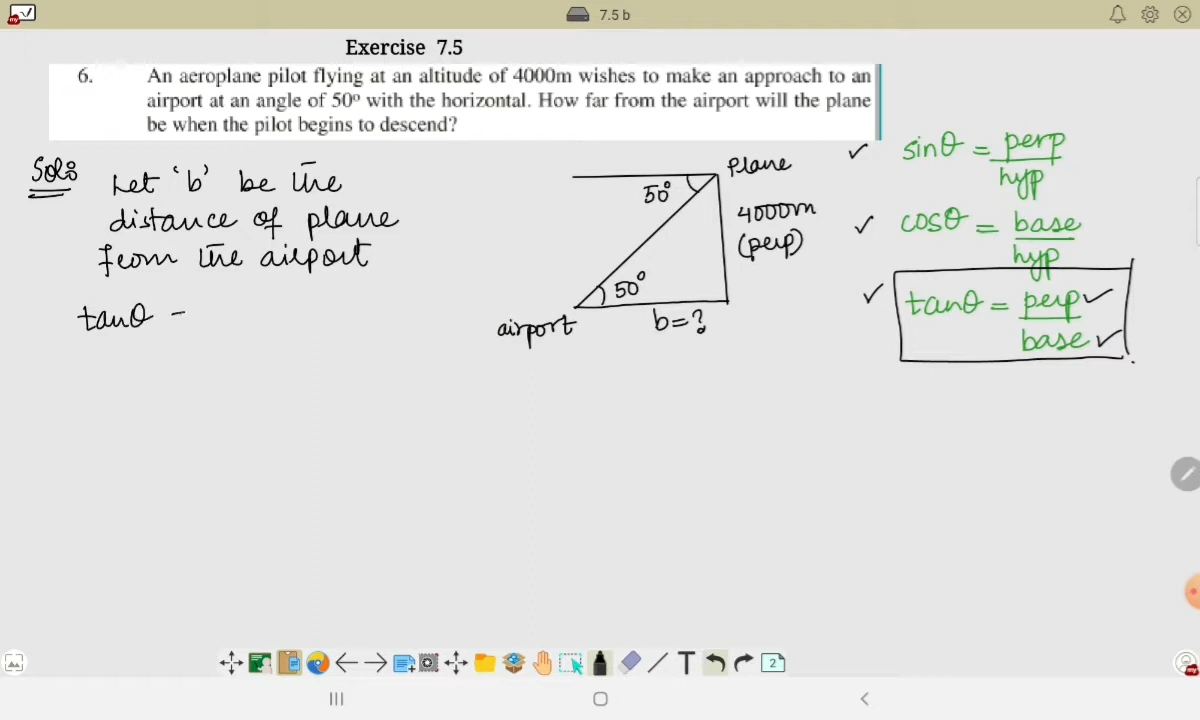 7.5 b
Exercise 7.5
6. An aeroplane pilot flying at an altitude of 4000m wishes to make an approach to an
airport at an angle of 50° with the horizontal. How far from the airport will the plane
be when the pilot begins to descend?
Sol:
Let 'b' be the
distance of plane
from the airport
tanθ -
50°
plane
4000m
(perp)
50°
airport
b=?
✓ sinθ = perp
hyp
✓ cosθ = base
hyp
✓ tanθ = perp ✓
base ✓
T
2